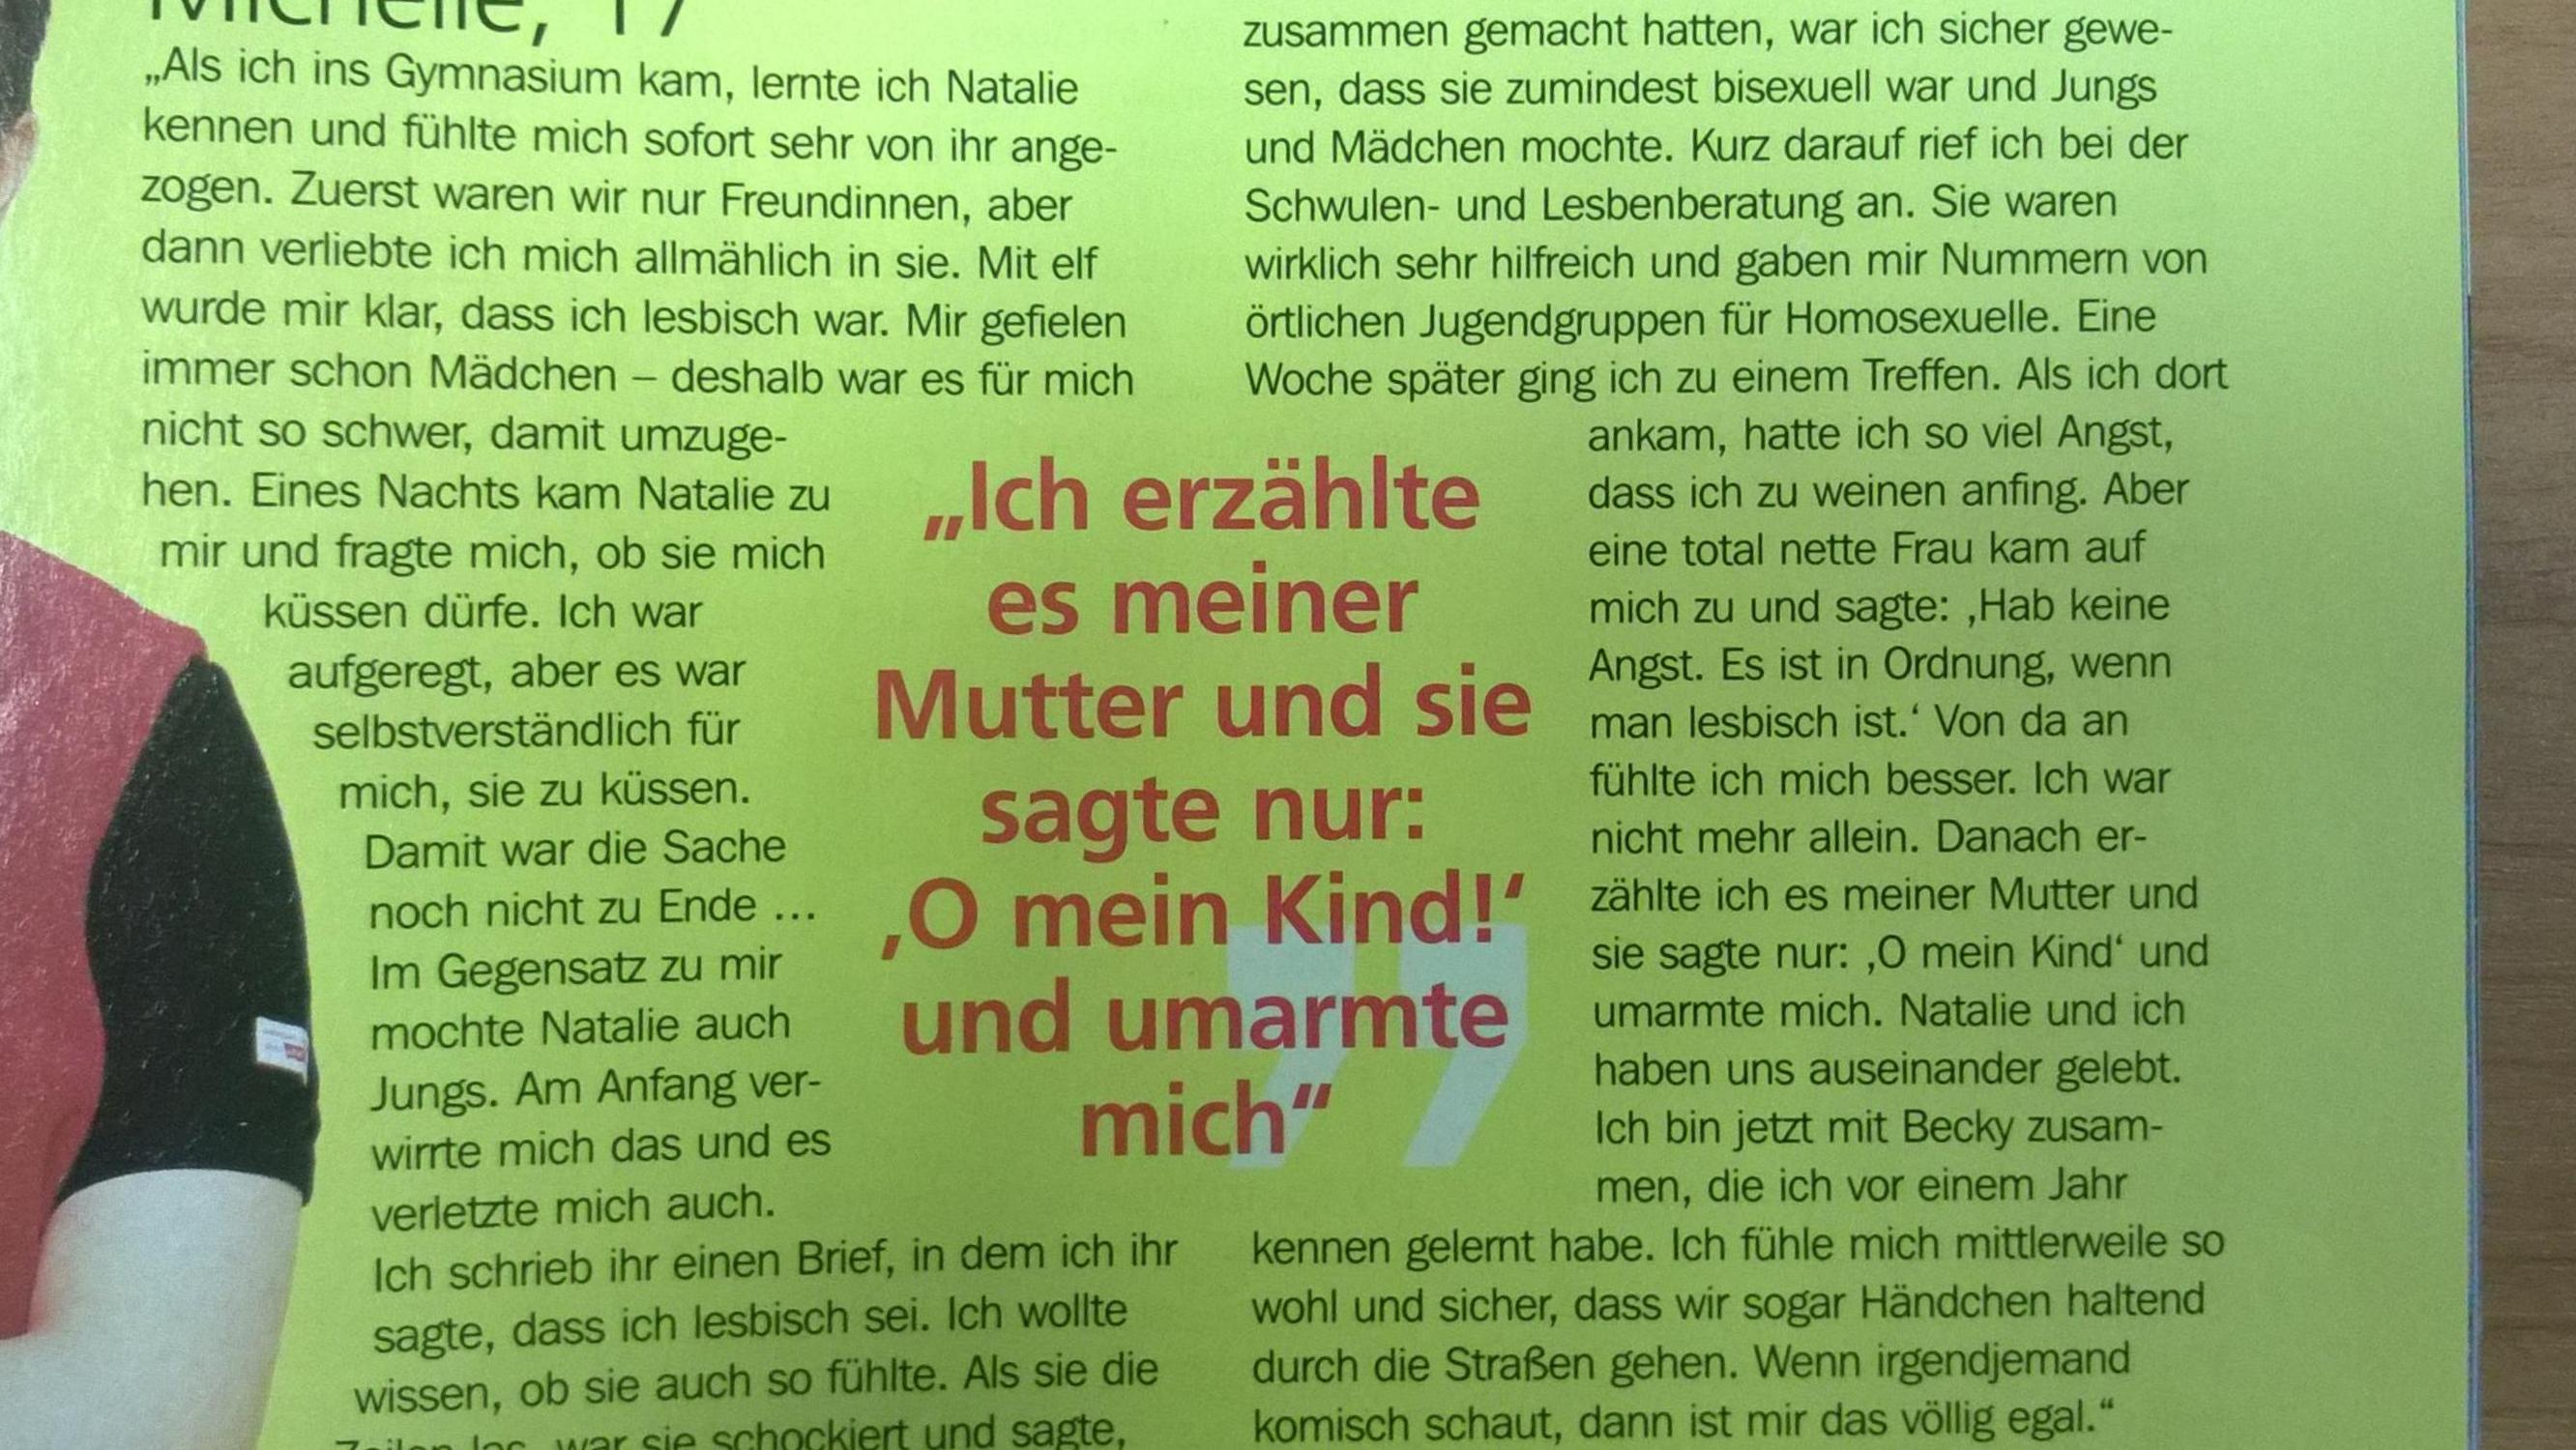 Michelle, 17
„Als ich ins Gymnasium kam, lernte ich Natalie
kennen und fühlte mich sofort sehr von ihr ange-
zogen. Zuerst waren wir nur Freundinnen, aber
dann verliebte ich mich allmählich in sie. Mit elf
wurde mir klar, dass ich lesbisch war. Mir gefielen
immer schon Mädchen – deshalb war es für mich
nicht so schwer, damit umzuge-
hen. Eines Nachts kam Natalie zu
mir und fragte mich, ob sie mich
küssen dürfe. Ich war
aufgeregt, aber es war
selbstverständlich für
mich, sie zu küssen.
Damit war die Sache
noch nicht zu Ende ...
Im Gegensatz zu mir
mochte Natalie auch
Jungs. Am Anfang ver-
wirrte mich das und es
verletzte mich auch.
Ich schrieb ihr einen Brief, in dem ich ihr
sagte, dass ich lesbisch sei. Ich wollte
wissen, ob sie auch so fühlte. Als sie die
Zeilen las, war sie schockiert und sagte,
„Ich erzählte
es meiner
Mutter und sie
sagte nur:
‚O mein Kind!‘
und umarmte
mich“
zusammen gemacht hatten, war ich sicher gewe-
sen, dass sie zumindest bisexuell war und Jungs
und Mädchen mochte. Kurz darauf rief ich bei der
Schwulen- und Lesbenberatung an. Sie waren
wirklich sehr hilfreich und gaben mir Nummern von
örtlichen Jugendgruppen für Homosexuelle. Eine
Woche später ging ich zu einem Treffen. Als ich dort
ankam, hatte ich so viel Angst,
dass ich zu weinen anfing. Aber
eine total nette Frau kam auf
mich zu und sagte: ‚Hab keine
Angst. Es ist in Ordnung, wenn
man lesbisch ist.‘ Von da an
fühlte ich mich besser. Ich war
nicht mehr allein. Danach er-
zählte ich es meiner Mutter und
sie sagte nur: ‚O mein Kind‘ und
umarmte mich. Natalie und ich
haben uns auseinander gelebt.
Ich bin jetzt mit Becky zusam-
men, die ich vor einem Jahr
kennen gelernt habe. Ich fühle mich mittlerweile so
wohl und sicher, dass wir sogar Händchen haltend
durch die Straßen gehen. Wenn irgendjemand
komisch schaut, dann ist mir das völlig egal.“